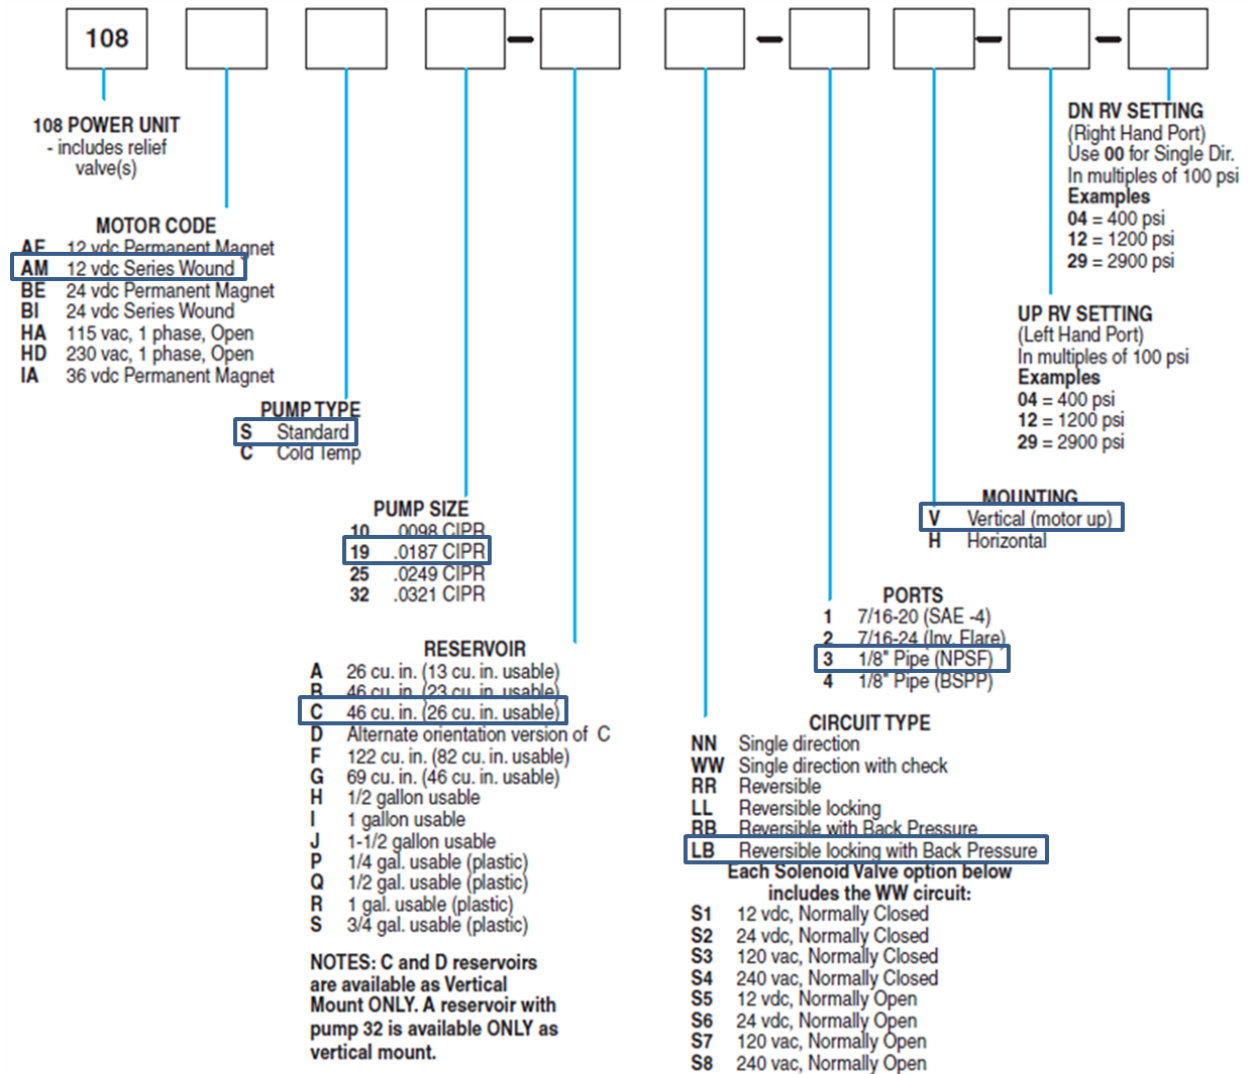 108
108 POWER UNIT
- includes relief
valve(s)
MOTOR CODE
AE 12 vdc Permanent Magnet
AM 12 vdc Series Wound
BE 24 vdc Permanent Magnet
BI 24 vdc Series Wound
HA 115 vac, 1 phase, Open
HD 230 vac, 1 phase, Open
IA 36 vdc Permanent Magnet
PUMP TYPE
S Standard
C Cold Temp
PUMP SIZE
10 .0098 CIPR
19 .0187 CIPR
25 .0249 CIPR
32 .0321 CIPR
RESERVOIR
A 26 cu. in. (13 cu. in. usable)
B 46 cu. in. (23 cu. in. usable)
C 46 cu. in. (26 cu. in. usable)
D Alternate orientation version of C
F 122 cu. in. (82 cu. in. usable)
G 69 cu. in. (46 cu. in. usable)
H 1/2 gallon usable
I 1 gallon usable
J 1-1/2 gallon usable
P 1/4 gal. usable (plastic)
Q 1/2 gal. usable (plastic)
R 1 gal. usable (plastic)
S 3/4 gal. usable (plastic)
NOTES: C and D reservoirs
are available as Vertical
Mount ONLY. A reservoir with
pump 32 is available ONLY as
vertical mount.
CIRCUIT TYPE
NN Single direction
WW Single direction with check
RR Reversible
LL Reversible locking
RB Reversible with Back Pressure
LB Reversible locking with Back Pressure
Each Solenoid Valve option below
includes the WW circuit:
S1 12 vdc, Normally Closed
S2 24 vdc, Normally Closed
S3 120 vac, Normally Closed
S4 240 vac, Normally Closed
S5 12 vdc, Normally Open
S6 24 vdc, Normally Open
S7 120 vac, Normally Open
S8 240 vac, Normally Open
PORTS
1 7/16-20 (SAE -4)
2 7/16-24 (Inv. Flare)
3 1/8" Pipe (NPSF)
4 1/8" Pipe (BSPP)
MOUNTING
V Vertical (motor up)
H Horizontal
UP RV SETTING
(Left Hand Port)
In multiples of 100 psi
Examples
04 = 400 psi
12 = 1200 psi
29 = 2900 psi
DN RV SETTING
(Right Hand Port)
Use 00 for Single Dir.
In multiples of 100 psi
Examples
04 = 400 psi
12 = 1200 psi
29 = 2900 psi